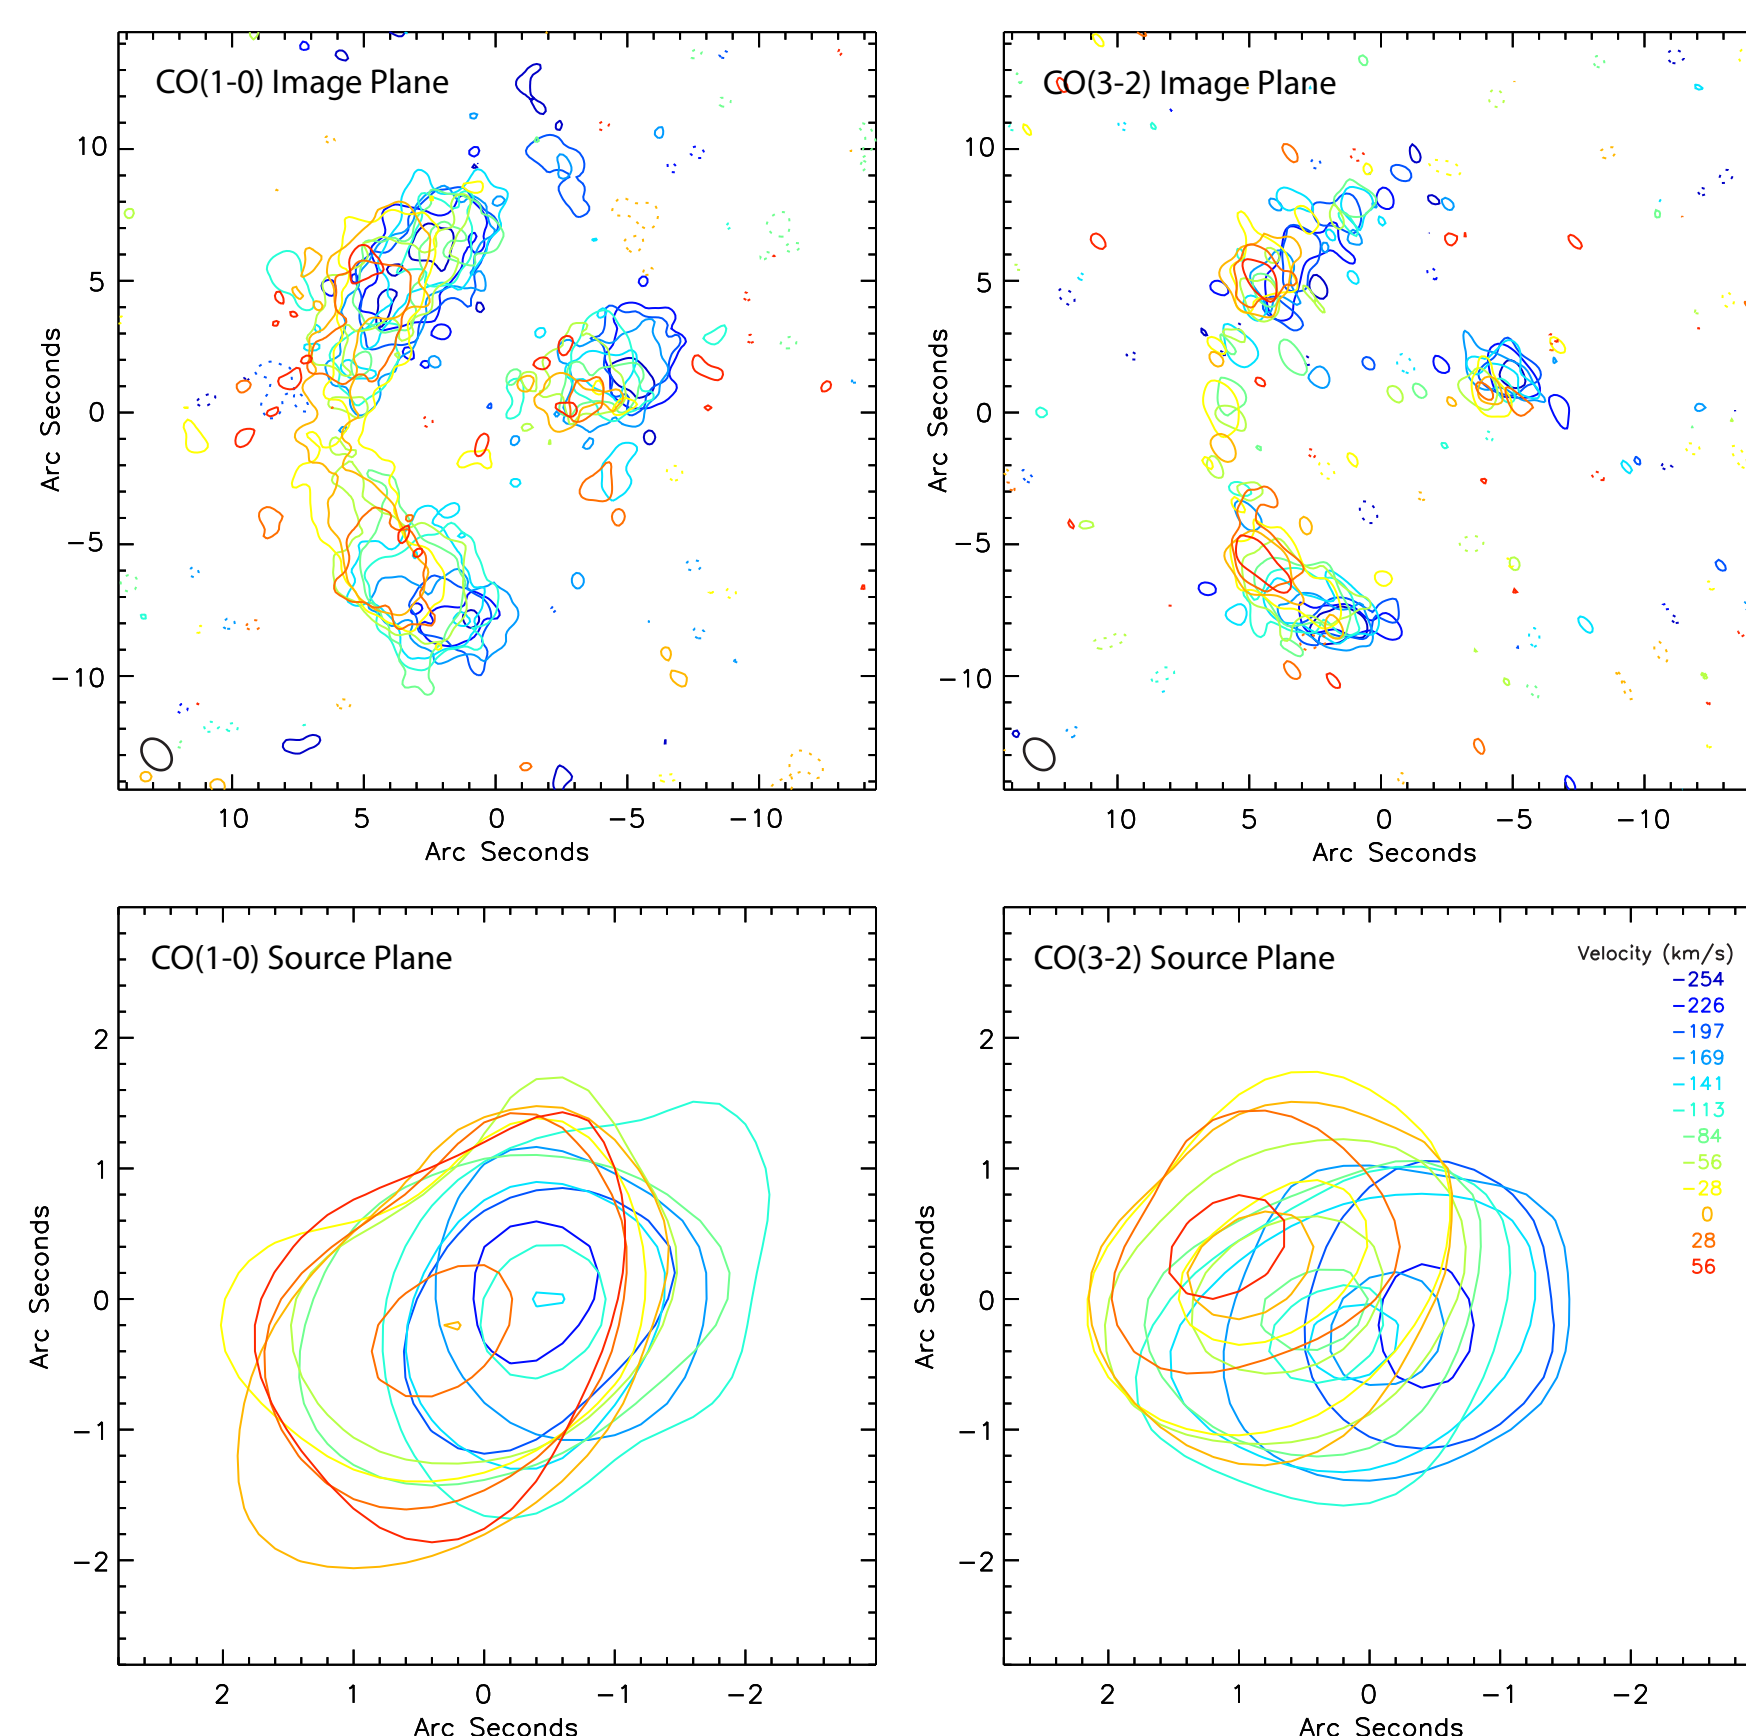 CO(1-0) Image Plane
10
5
0
−5
−10
Arc Seconds
10 5 0 −5 −10
Arc Seconds
CO(3-2) Image Plane
10
5
0
−5
−10
Arc Seconds
10 5 0 −5 −10
Arc Seconds
CO(1-0) Source Plane
2
1
0
−1
−2
Arc Seconds
2 1 0 −1 −2
Arc Seconds
CO(3-2) Source Plane
Velocity (km/s)
−254
−226
−197
−169
−141
−113
−84
−56
−28
0
28
56
2
1
0
−1
−2
Arc Seconds
2 1 0 −1 −2
Arc Seconds